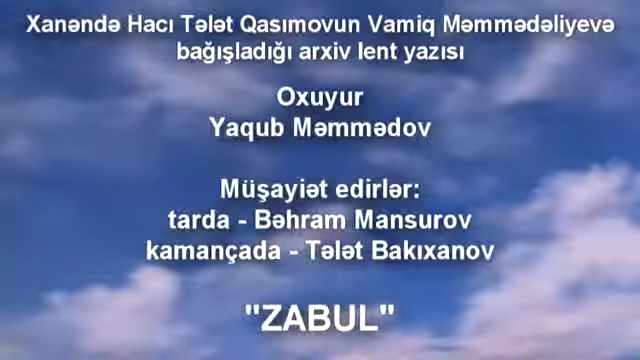 Xanəndə Hacı Tələt Qasımovun Vamiq Məmmədəliyevə
bağışladığı arxiv lent yazısı
Oxuyur
Yaqub Məmmədov
Müşayiət edirlər:
tarda - Bəhram Mansurov
kamançada - Tələt Bakıxanov
"ZABUL"